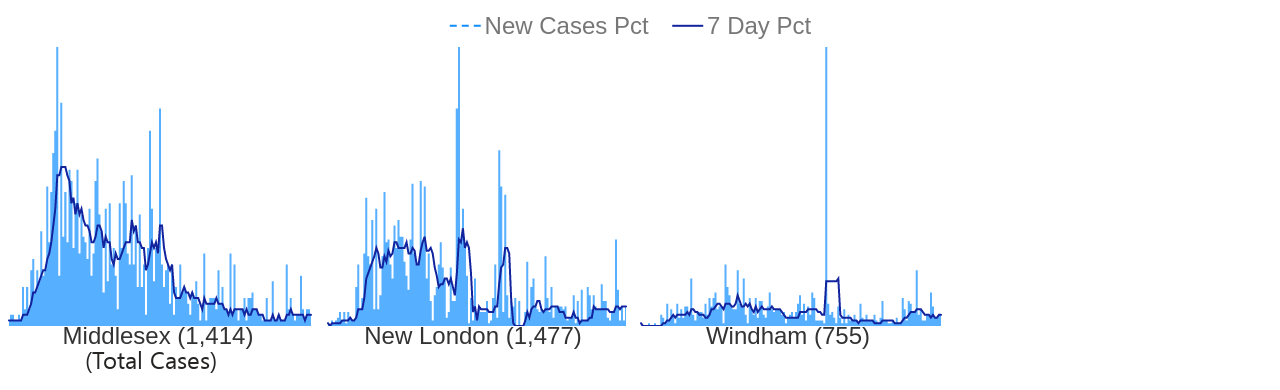 New Cases Pct 7 Day Pct
Middlesex (1,414) New London (1,477) Windham (755)
(Total Cases)